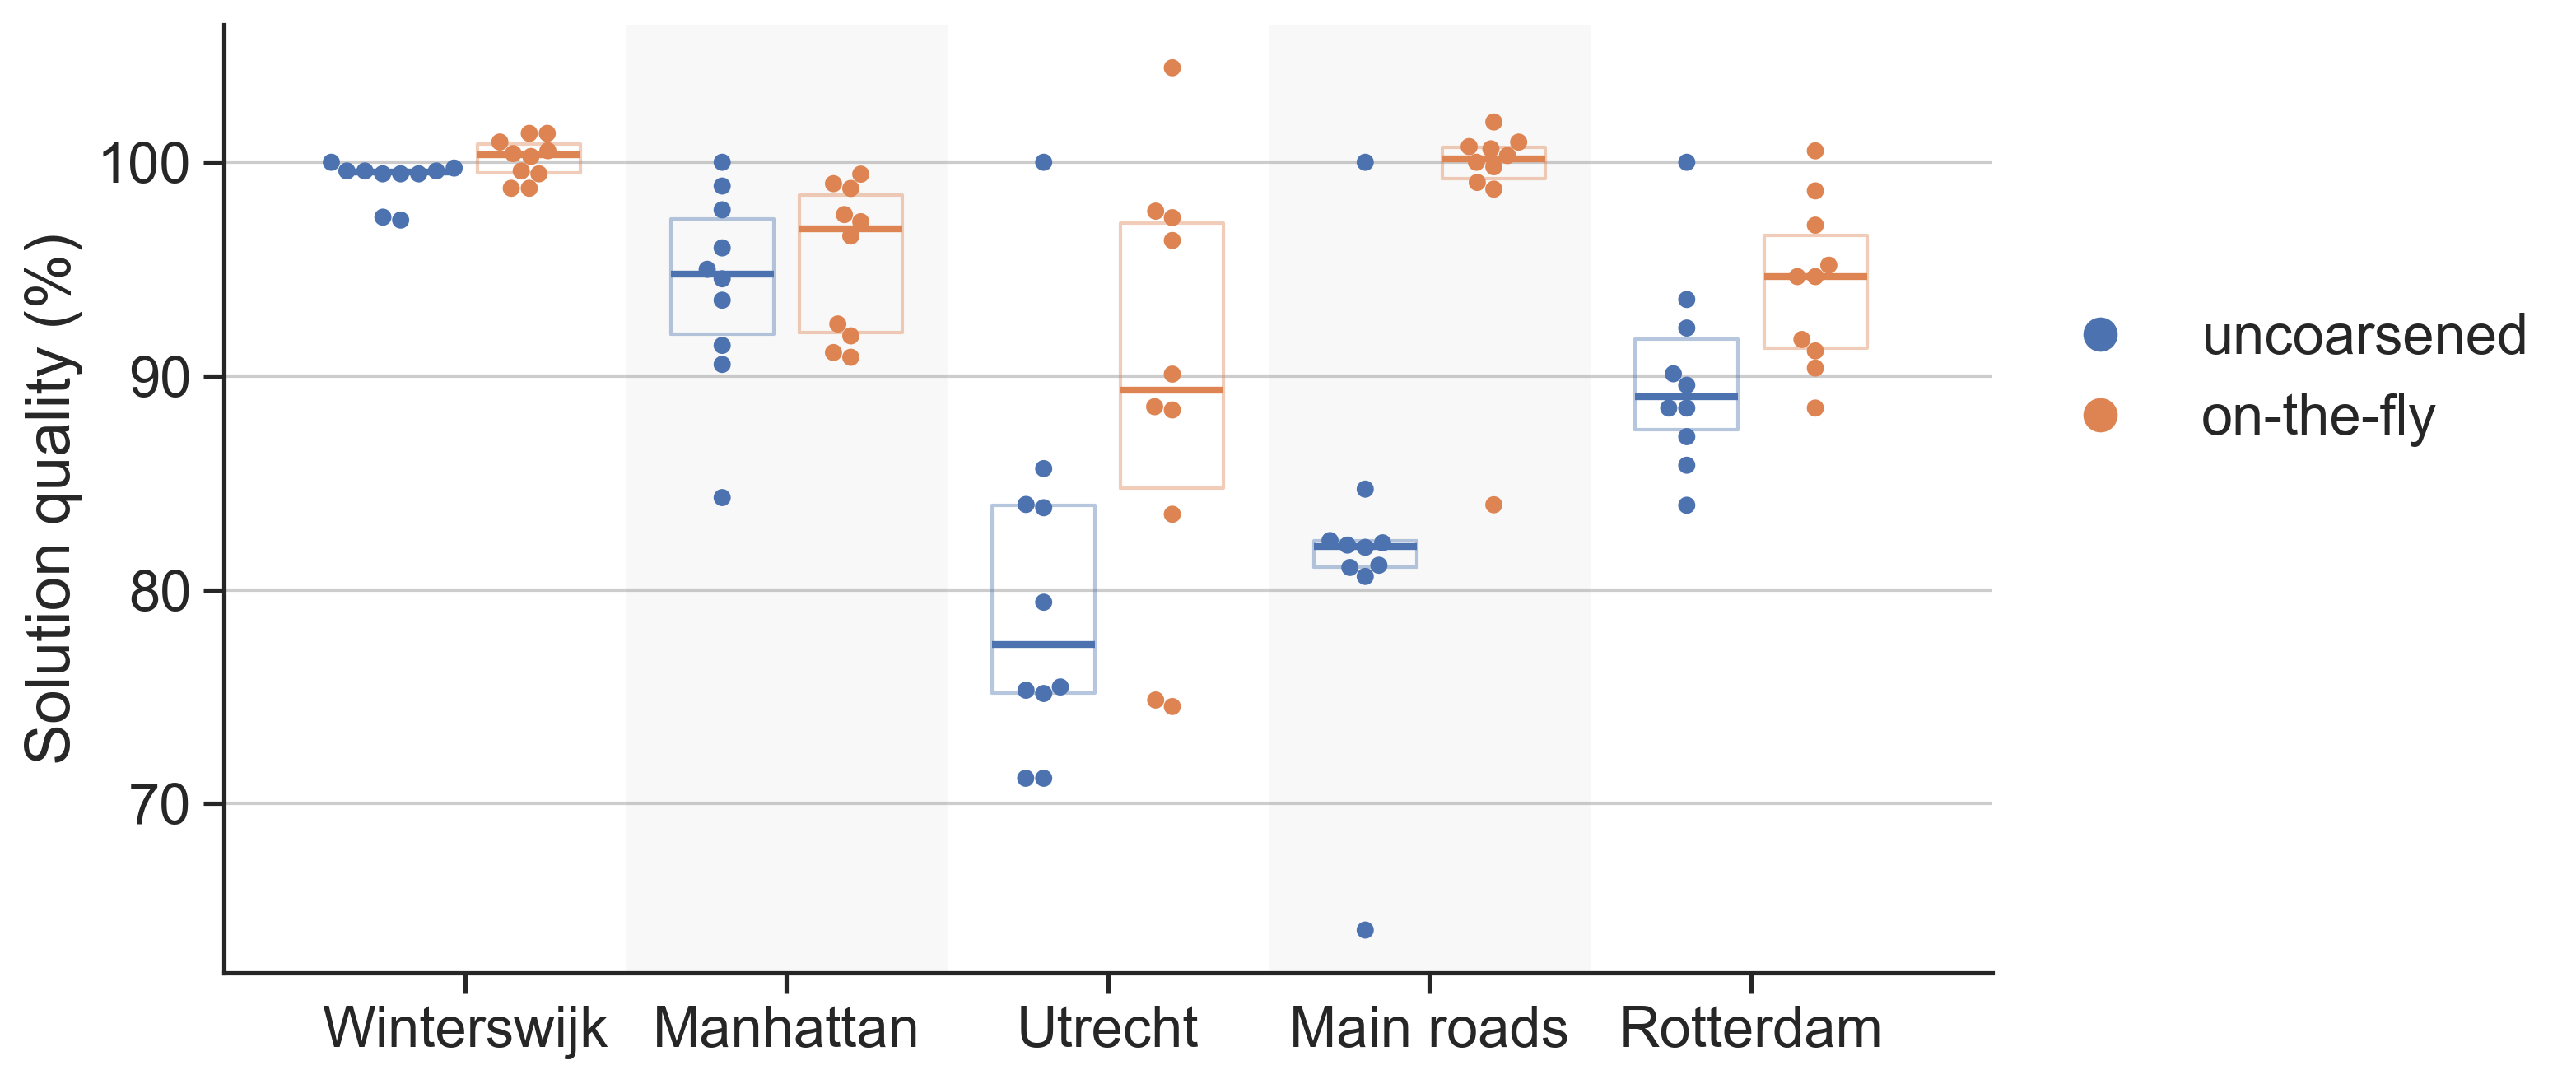 Solution quality (%)
100
90
80
70
Winterswijk Manhattan Utrecht Main roads Rotterdam
uncoarsened
on-the-fly